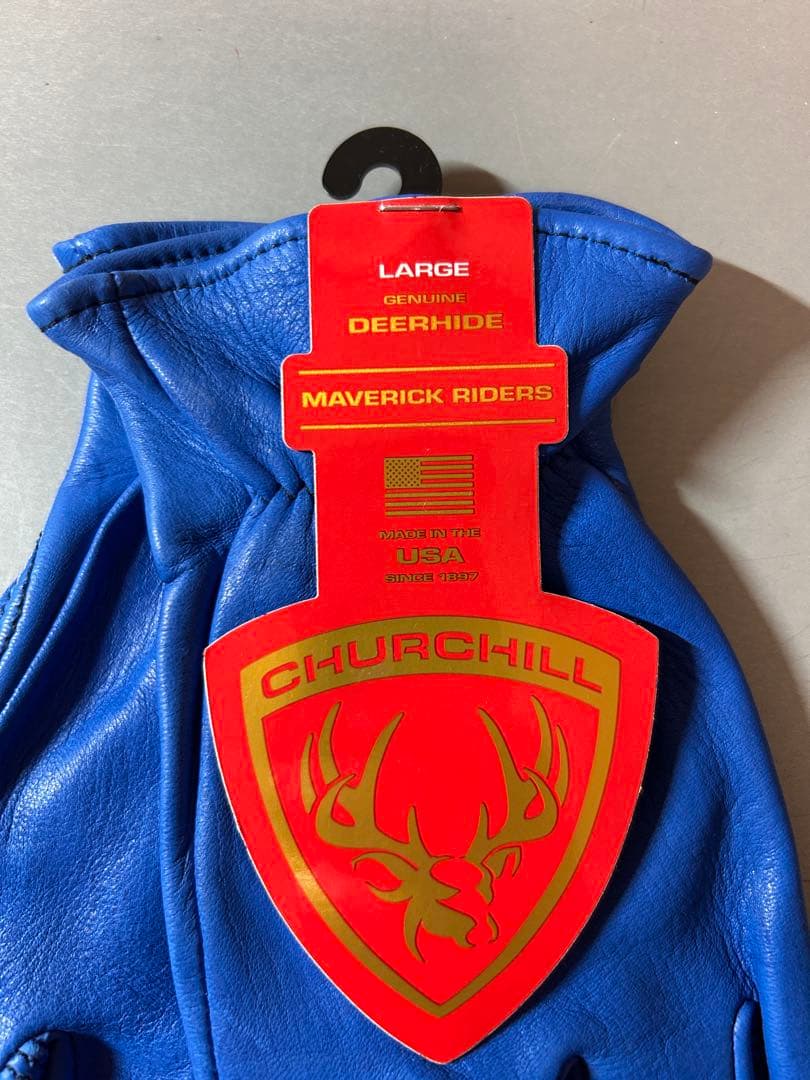 LARGE
GENUINE
DEERHIDE
MAVERICK RIDERS
MADE IN THE
USA
SINCE 1897
CHURCHILL